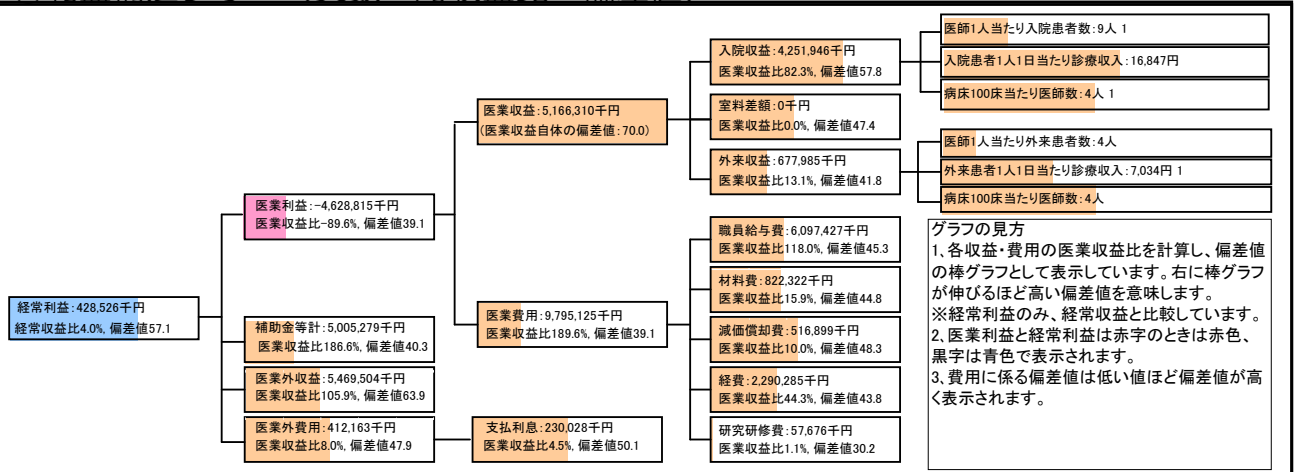 経常利益:428,526千円
経常収益比4.0%, 偏差値57.1
医業利益:-4,628,815千円
医業収益比-89.6%, 偏差値39.1
補助金等計:5,005,279千円
医業収益比186.6%, 偏差値40.3
医業外収益:5,469,504千円
医業収益比105.9%, 偏差値63.9
医業外費用:412,163千円
医業収益比8.0%, 偏差値47.9
医業収益:5,166,310千円
(医業収益自体の偏差値:70.0)
医業費用:9,795,125千円
医業収益比189.6%, 偏差値39.1
支払利息:230,028千円
医業収益比4.5%, 偏差値50.1
入院収益:4,251,946千円
医業収益比82.3%, 偏差値57.8
室料差額:0千円
医業収益比0.0%, 偏差値47.4
外来収益:677,985千円
医業収益比13.1%, 偏差値41.8
職員給与費:6,097,427千円
医業収益比118.0%, 偏差値45.3
材料費:822,322千円
医業収益比15.9%, 偏差値44.8
減価償却費:516,899千円
医業収益比10.0%, 偏差値48.3
経費:2,290,285千円
医業収益比44.3%, 偏差値43.8
研究研修費:57,676千円
医業収益比1.1%, 偏差値30.2
医師1人当たり入院患者数:9人 1
入院患者1人1日当たり診療収入:16,847円
病床100床当たり医師数:4人 1
医師1人当たり外来患者数:4人
外来患者1人1日当たり診療収入:7,034円 1
病床100床当たり医師数:4人
グラフの見方
1、各収益・費用の医業収益比を計算し、偏差値
の棒グラフとして表示しています。右に棒グラフ
が伸びるほど高い偏差値を意味します。
※経常利益のみ、経常収益と比較しています。
2、医業利益と経常利益は赤字のときは赤色、
黒字は青色で表示されます。
3、費用に係る偏差値は低い値ほど偏差値が高
く表示されます。